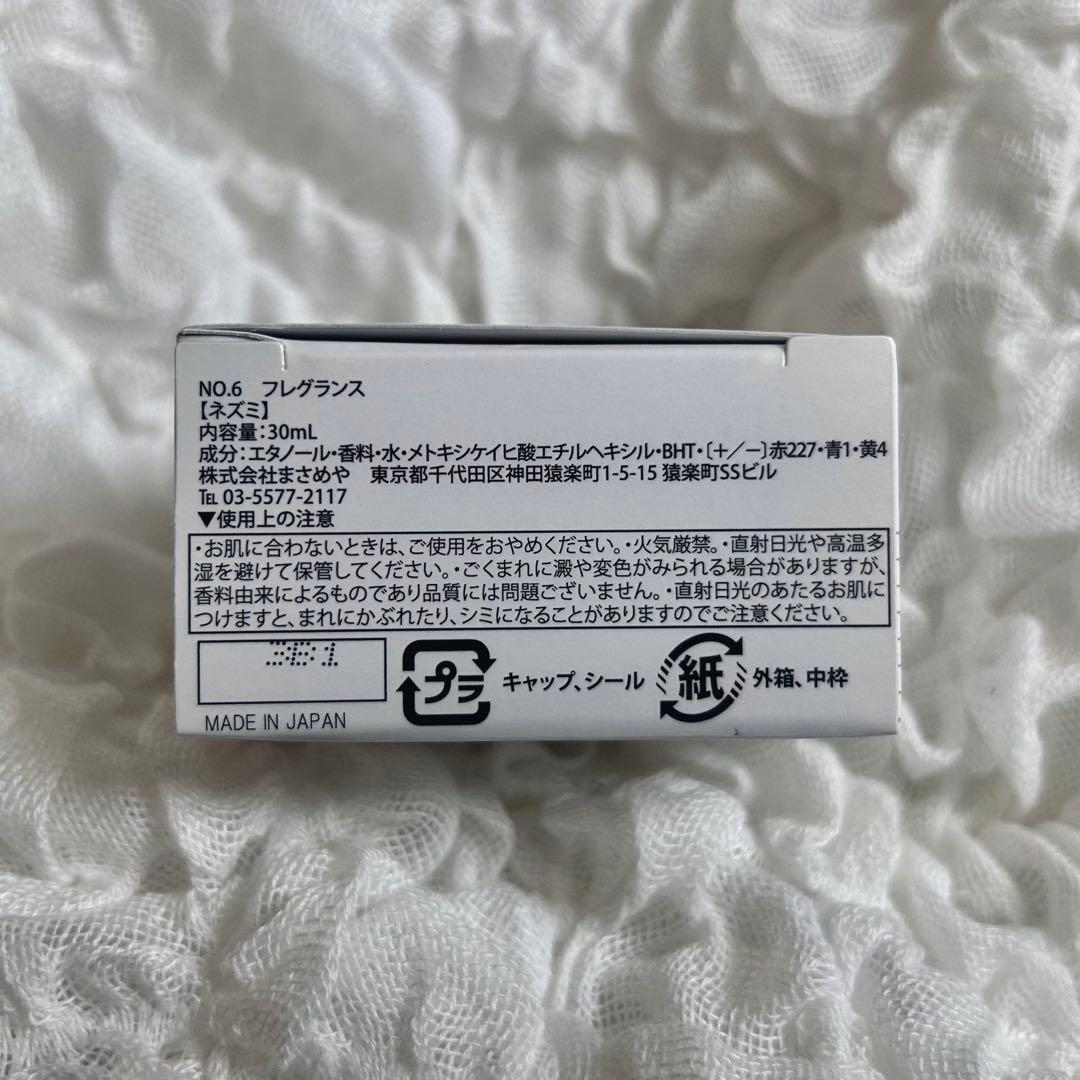 NO.6　フレグランス
【ネズミ】
内容量：30mL
成分：エタノール・香料・水・メトキシケイヒ酸エチルヘキシル・BHT・〔＋／－〕赤227・青1・黄4
株式会社まさめや　東京都千代田区神田猿楽町1-5-15 猿楽町SSビル
℡ 03-5577-2117
▼使用上の注意
・お肌に合わないときは、ご使用をおやめください。・火気厳禁。・直射日光や高温多
湿を避けて保管してください。・ごくまれに澱や変色がみられる場合がありますが、
香料由来によるものであり品質には問題ございません。・直射日光のあたるお肌に
つけますと、まれにかぶれたり、シミになることがありますのでご注意ください。
3B1
プラ キャップ、シール 紙 外箱、中枠
MADE IN JAPAN